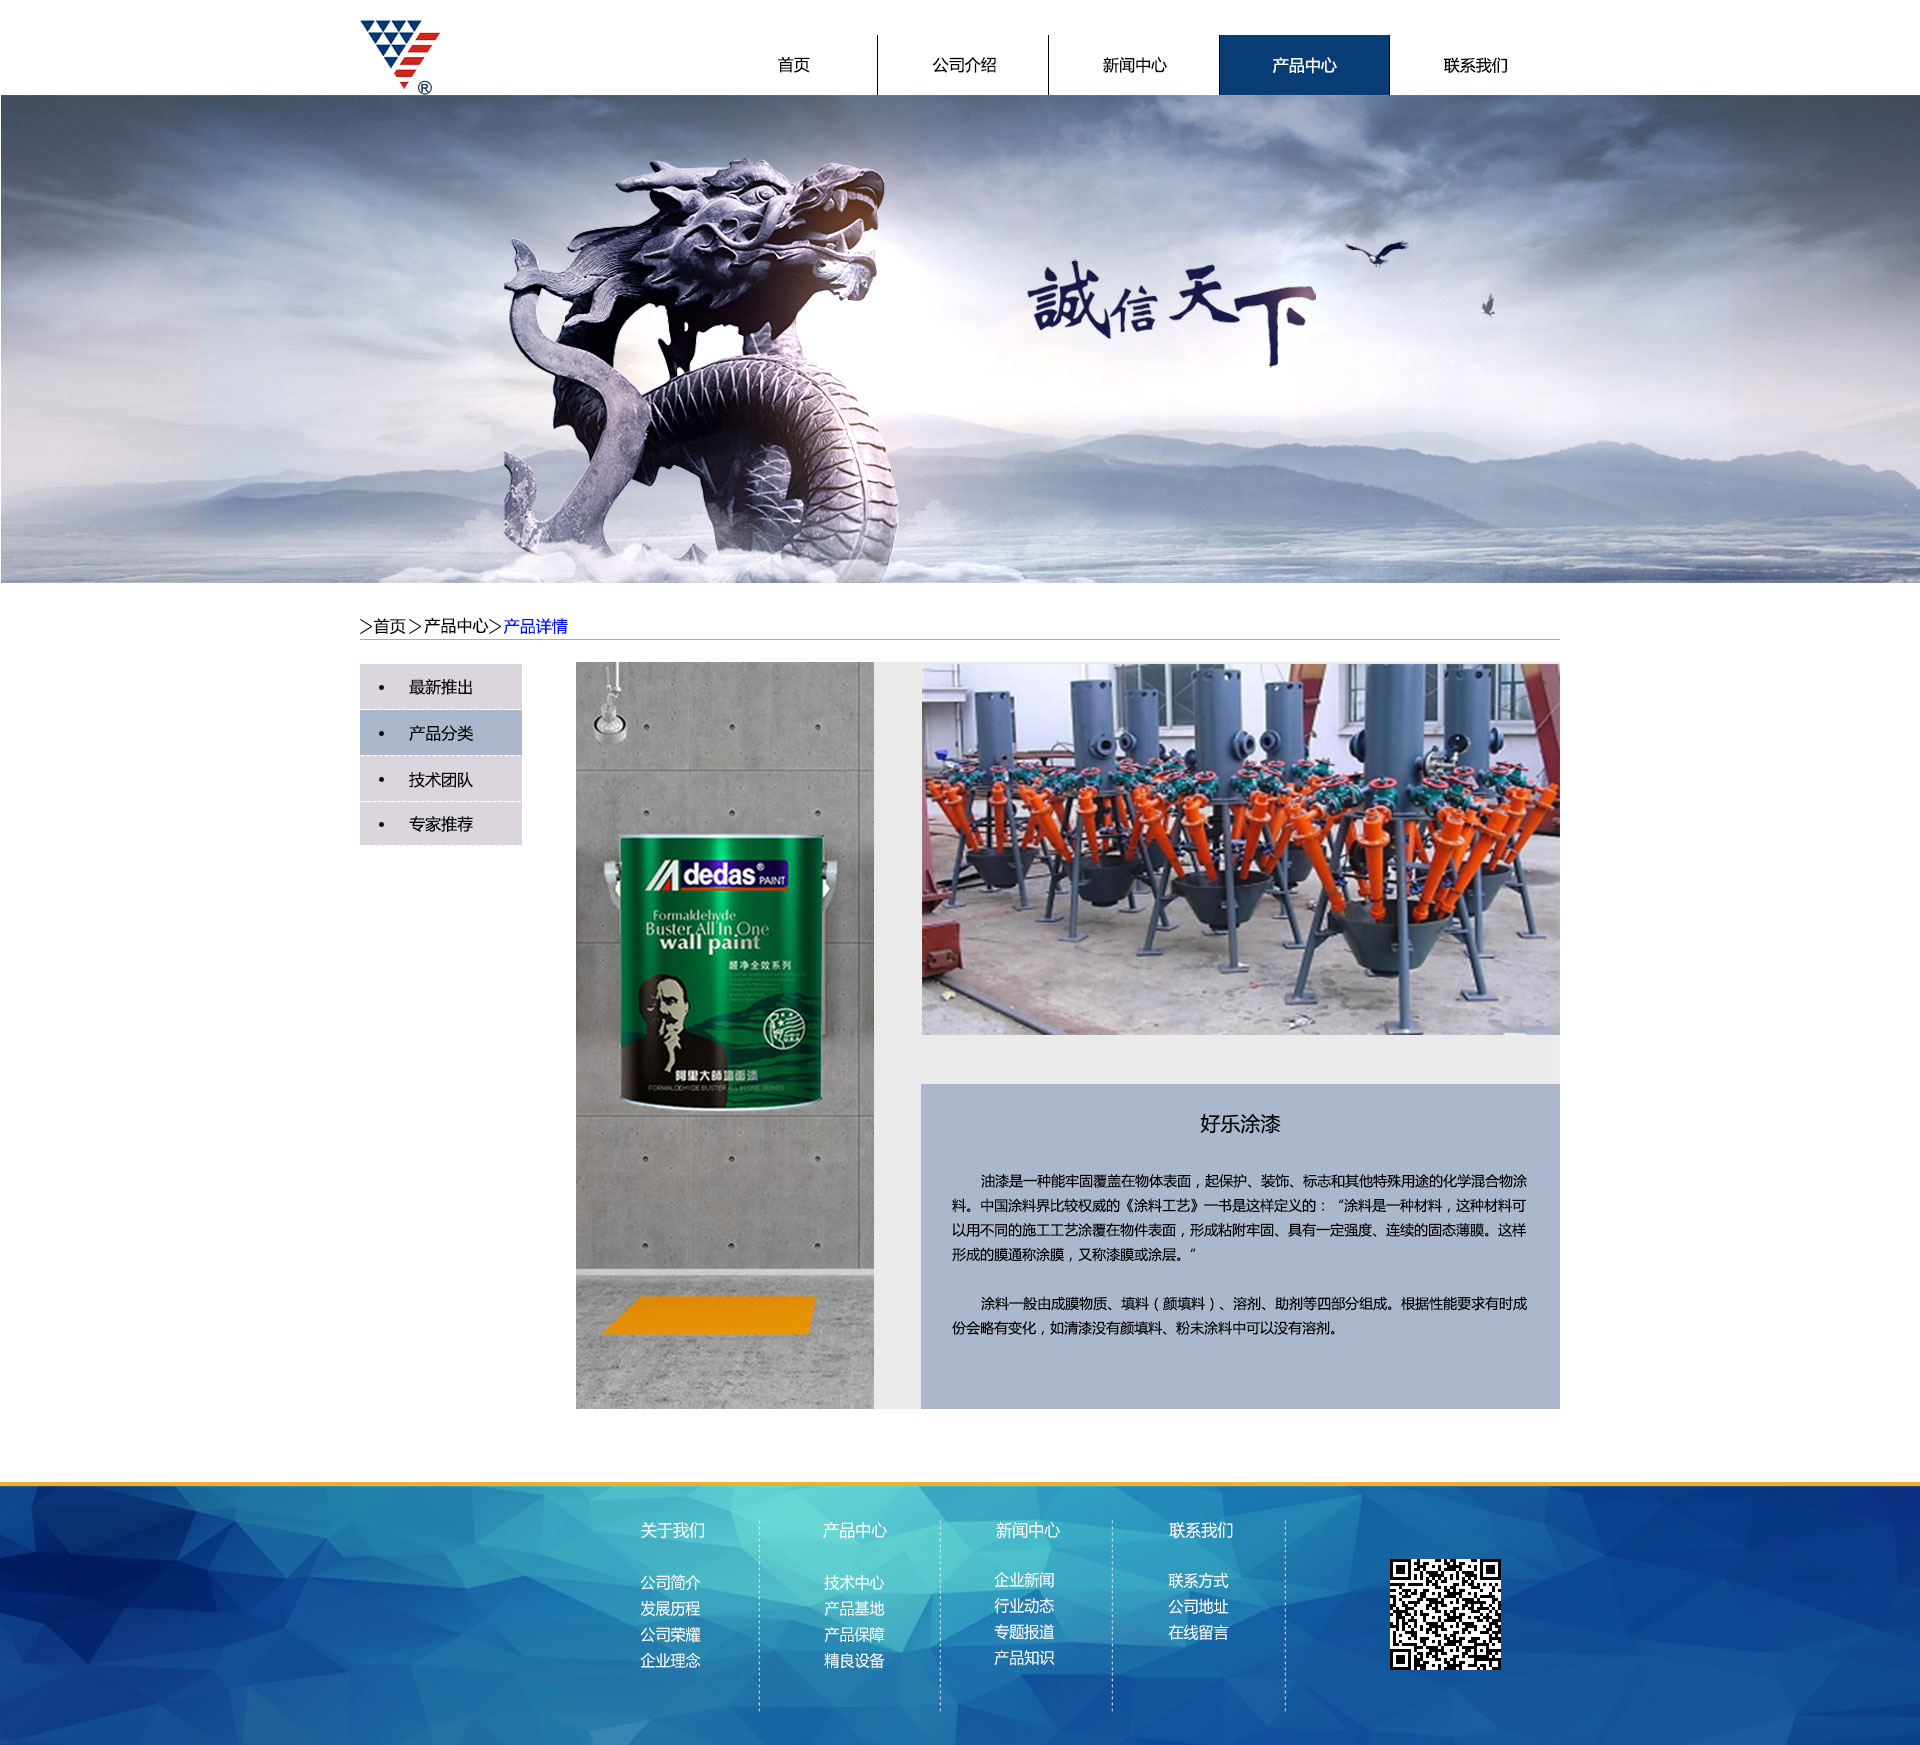 ®
首页 公司介绍 新闻中心 产品中心 联系我们
誠信天下
>首页 > 产品中心>产品详情
• 最新推出
• 产品分类
• 技术团队
• 专家推荐
dedas® PAINT
Formaldehyde
Buster All In One
wall paint
醛净全效系列
阿里大師墙面漆
FORMALDEHYDE BUSTER ALL IN ONE SERIES
好乐涂漆
油漆是一种能牢固覆盖在物体表面，起保护、装饰、标志和其他特殊用途的化学混合物涂
料。中国涂料界比较权威的《涂料工艺》一书是这样定义的：“涂料是一种材料，这种材料可
以用不同的施工工艺涂覆在物件表面，形成粘附牢固、具有一定强度、连续的固态薄膜。这样
形成的膜通称涂膜，又称漆膜或涂层。”
涂料一般由成膜物质、填料（颜填料）、溶剂、助剂等四部分组成。根据性能要求有时成
份会略有变化，如清漆没有颜填料、粉末涂料中可以没有溶剂。
关于我们
公司简介
发展历程
公司荣耀
企业理念
产品中心
技术中心
产品基地
产品保障
精良设备
新闻中心
企业新闻
行业动态
专题报道
产品知识
联系我们
联系方式
公司地址
在线留言